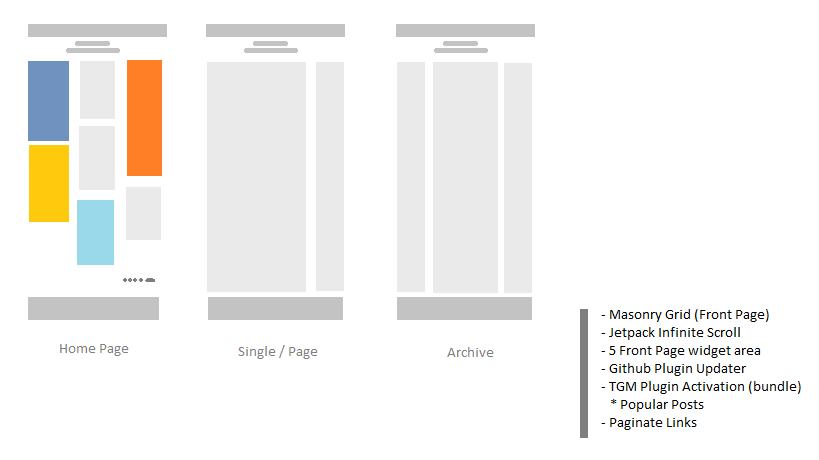 Home Page
Single / Page
Archive
- Masonry Grid (Front Page)
- Jetpack Infinite Scroll
- 5 Front Page widget area
- Github Plugin Updater
- TGM Plugin Activation (bundle)
* Popular Posts
- Paginate Links